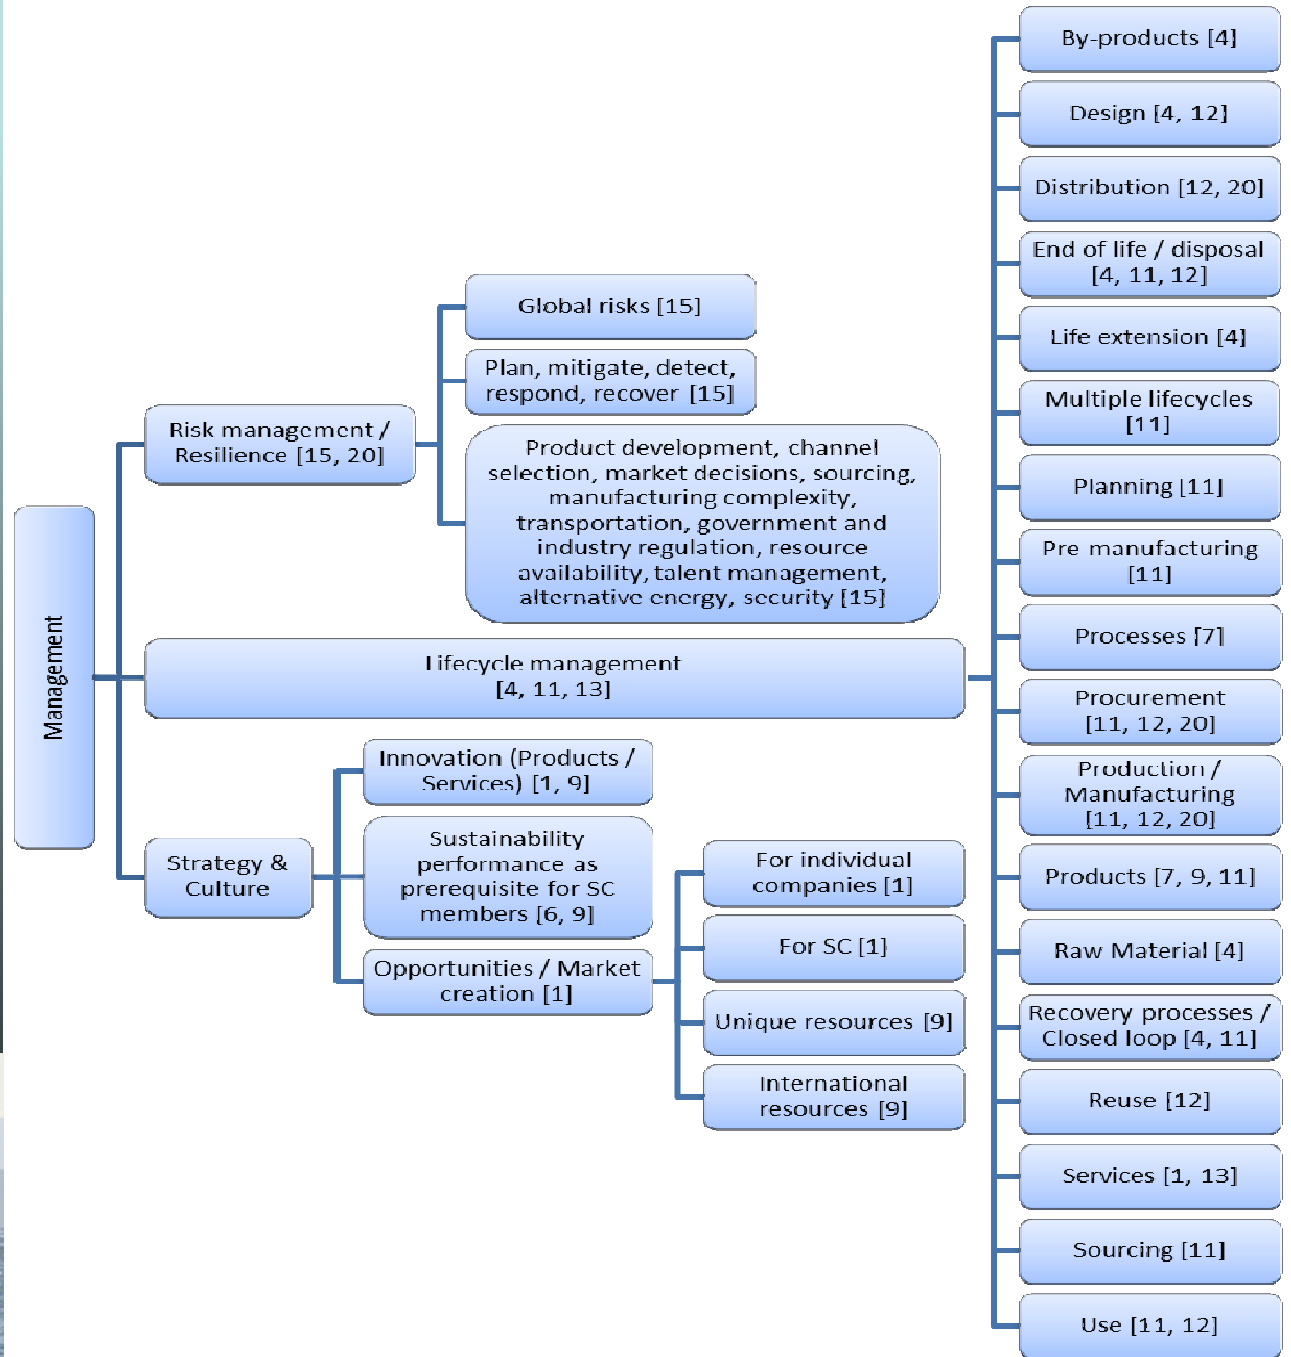 Management
Risk management /
Resilience [15, 20]
Global risks [15]
Plan, mitigate, detect,
respond, recover [15]
Product development, channel
selection, market decisions, sourcing,
manufacturing complexity,
transportation, government and
industry regulation, resource
availability, talent management,
alternative energy, security [15]
Lifecycle management
[4, 11, 13]
By-products [4]
Design [4, 12]
Distribution [12, 20]
End of life / disposal
[4, 11, 12]
Life extension [4]
Multiple lifecycles
[11]
Planning [11]
Pre manufacturing
[11]
Processes [7]
Procurement
[11, 12, 20]
Production /
Manufacturing
[11, 12, 20]
Products [7, 9, 11]
Raw Material [4]
Recovery processes /
Closed loop [4, 11]
Reuse [12]
Services [1, 13]
Sourcing [11]
Use [11, 12]
Strategy &
Culture
Innovation (Products /
Services) [1, 9]
Sustainability
performance as
prerequisite for SC
members [6, 9]
Opportunities / Market
creation [1]
For individual
companies [1]
For SC [1]
Unique resources [9]
International
resources [9]